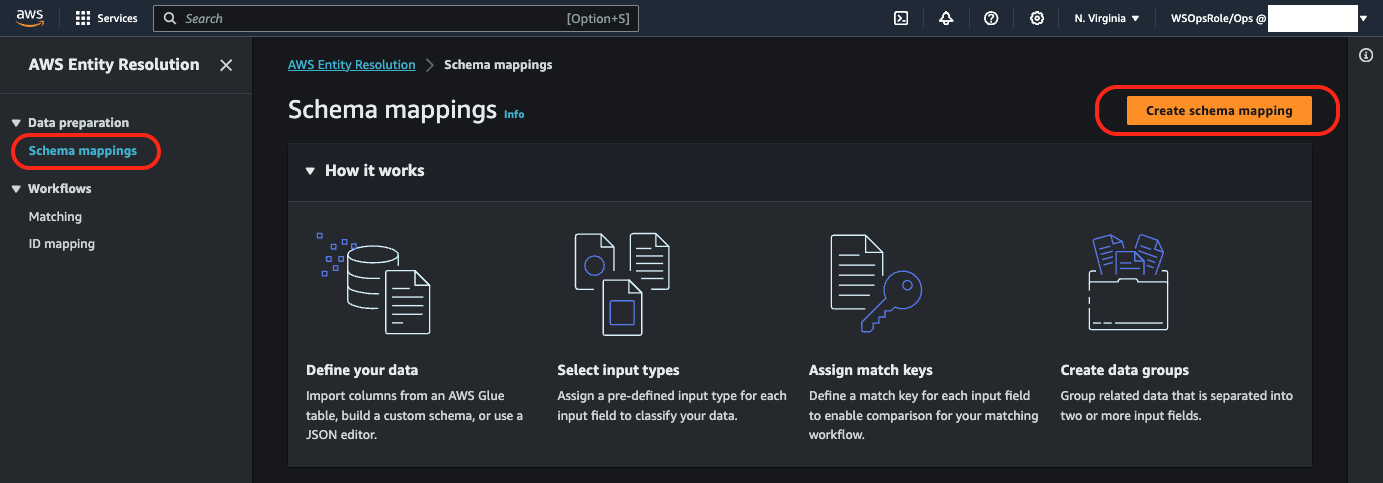 aws
Services
Search
[Option+S]
N. Virginia
WSOpsRole/Ops @
AWS Entity Resolution
Data preparation
Schema mappings
Workflows
Matching
ID mapping
AWS Entity Resolution
Schema mappings
Schema mappings Info
Create schema mapping
How it works
Define your data
Import columns from an AWS Glue
table, build a custom schema, or use a
JSON editor.
Select input types
Assign a pre-defined input type for each
input field to classify your data.
Assign match keys
Define a match key for each input field
to enable comparison for your matching
workflow.
Create data groups
Group related data that is separated into
two or more input fields.